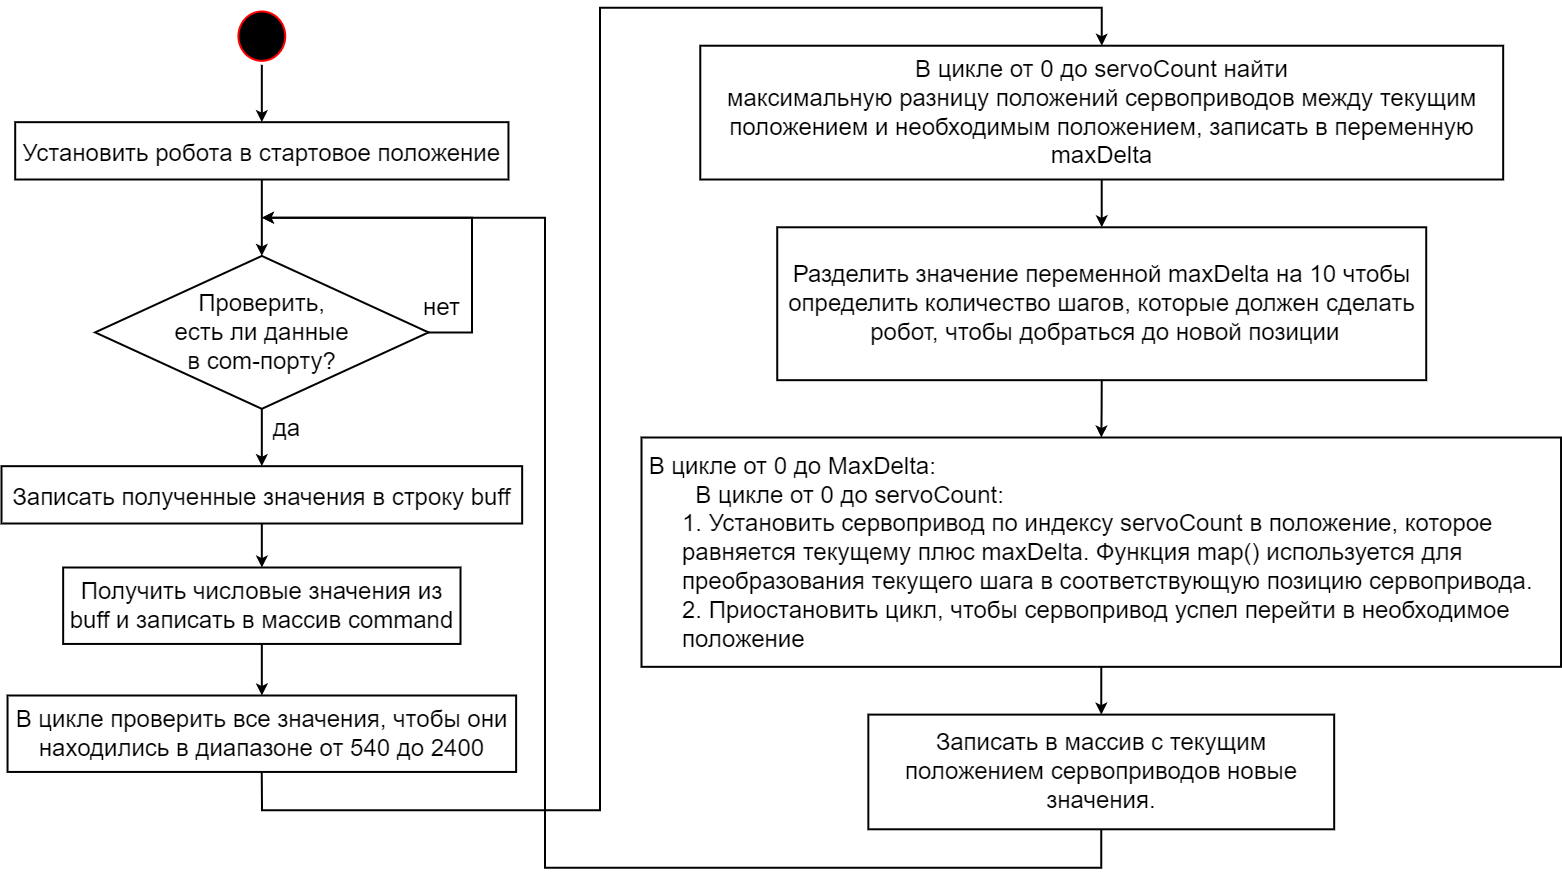 Установить робота в стартовое положение
Проверить,
есть ли данные
в com-порту?
нет
да
Записать полученные значения в строку buff
Получить числовые значения из
buff и записать в массив command
В цикле проверить все значения, чтобы они
находились в диапазоне от 540 до 2400
В цикле от 0 до servoCount найти
максимальную разницу положений сервоприводов между текущим
положением и необходимым положением, записать в переменную
maxDelta
Разделить значение переменной maxDelta на 10 чтобы
определить количество шагов, которые должен сделать
робот, чтобы добраться до новой позиции
В цикле от 0 до MaxDelta:
В цикле от 0 до servoCount:
1. Установить сервопривод по индексу servoCount в положение, которое
равняется текущему плюс maxDelta. Функция map() используется для
преобразования текущего шага в соответствующую позицию сервопривода.
2. Приостановить цикл, чтобы сервопривод успел перейти в необходимое
положение
Записать в массив с текущим
положением сервоприводов новые
значения.